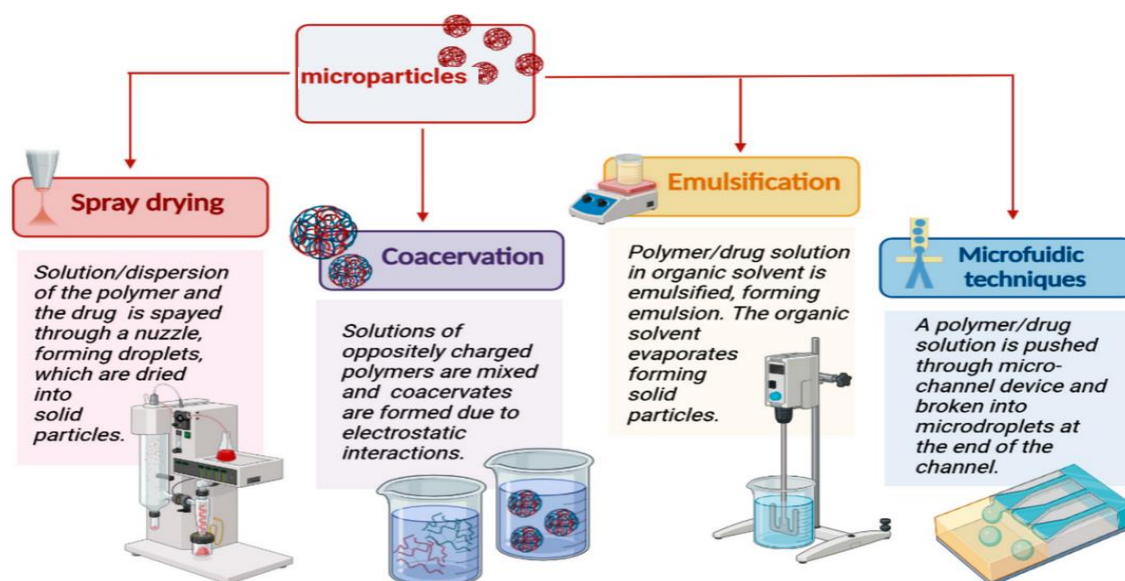 microparticles
Spray drying
Solution/dispersion
of the polymer and
the drug is spayed
through a nozzle,
forming droplets,
which are dried
into
solid
particles.
Coacervation
Solutions of
oppositely charged
polymers are mixed
and coacervates
are formed due to
electrostatic
interactions.
Emulsification
Polymer/drug solution
in organic solvent is
emulsified, forming
emulsion. The organic
solvent
evaporates
forming
solid
particles.
Microfuidic
techniques
A polymer/drug
solution is pushed
through micro-
channel device and
broken into
microdroplets at
the end of the
channel.